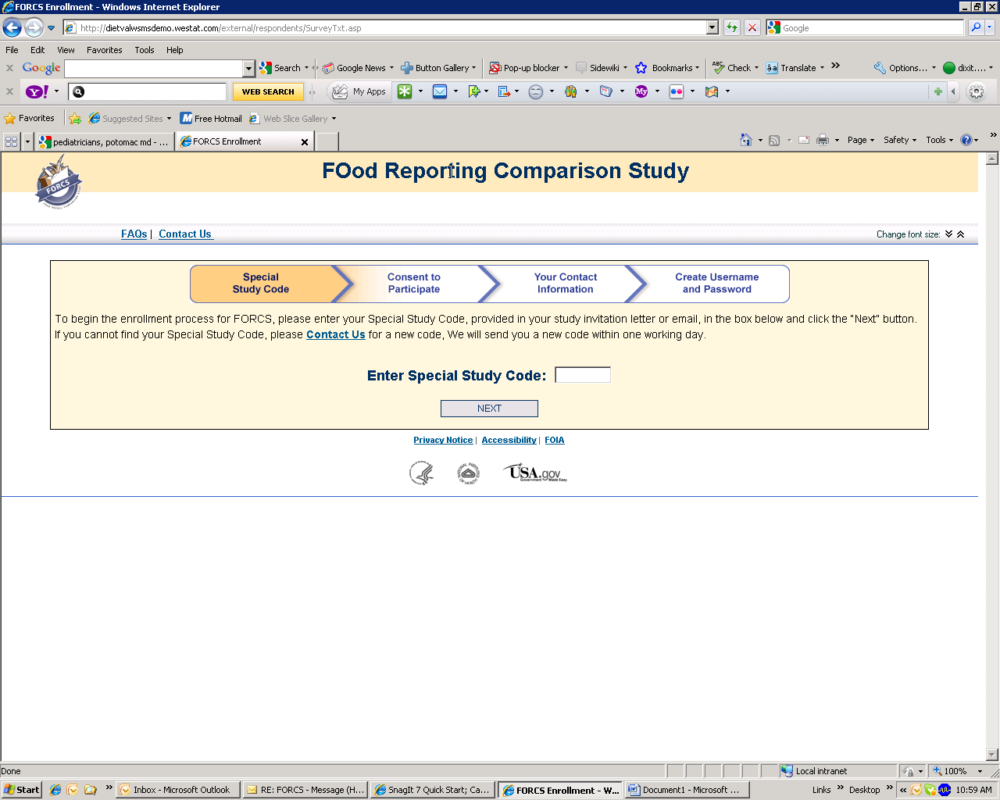 FORCS Enrollment - Windows Internet Explorer
http://dietvalwsmsdemo.westat.com/external/respondents/SurveyTxt.asp
Google
File Edit View Favorites Tools Help
x Google Search Google News Button Gallery Pop-up blocker Sidewiki Bookmarks ABC Check Translate Options... dixit....
x Y! WEB SEARCH My Apps My
Favorites Suggested Sites Free Hotmail Web Slice Gallery
pediatricians, potomac md - ... FORCS Enrollment Page Safety Tools
FORCS
FOod Reporting Comparison Study
FAQs | Contact Us Change font size:
Special Study Code
Consent to Participate
Your Contact Information
Create Username and Password
To begin the enrollment process for FORCS, please enter your Special Study Code, provided in your study invitation letter or email, in the box below and click the "Next" button.
If you cannot find your Special Study Code, please Contact Us for a new code, We will send you a new code within one working day.
Enter Special Study Code:
NEXT
Privacy Notice | Accessibility | FOIA
USA.gov
Government Made Easy
Done Local intranet 100%
Start Inbox - Microsoft Outlook RE: FORCS - Message (H... SnagIt 7 Quick Start; Ca... FORCS Enrollment - W... Document1 - Microsoft ... Links Desktop 10:59 AM